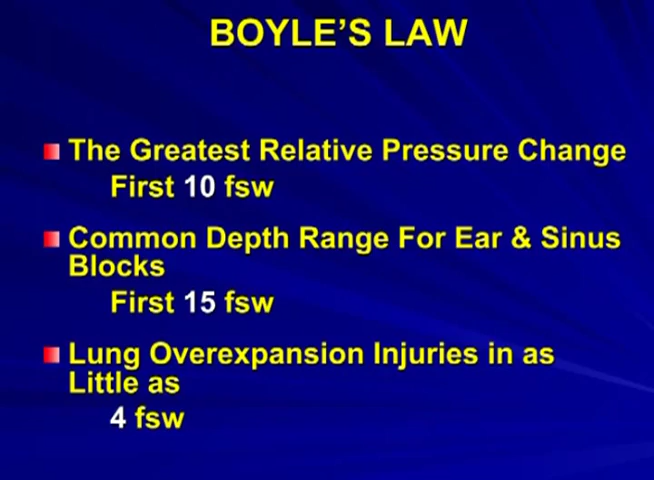 BOYLE'S LAW
The Greatest Relative Pressure Change
First 10 fsw
Common Depth Range For Ear & Sinus
Blocks
First 15 fsw
Lung Overexpansion Injuries in as
Little as
4 fsw